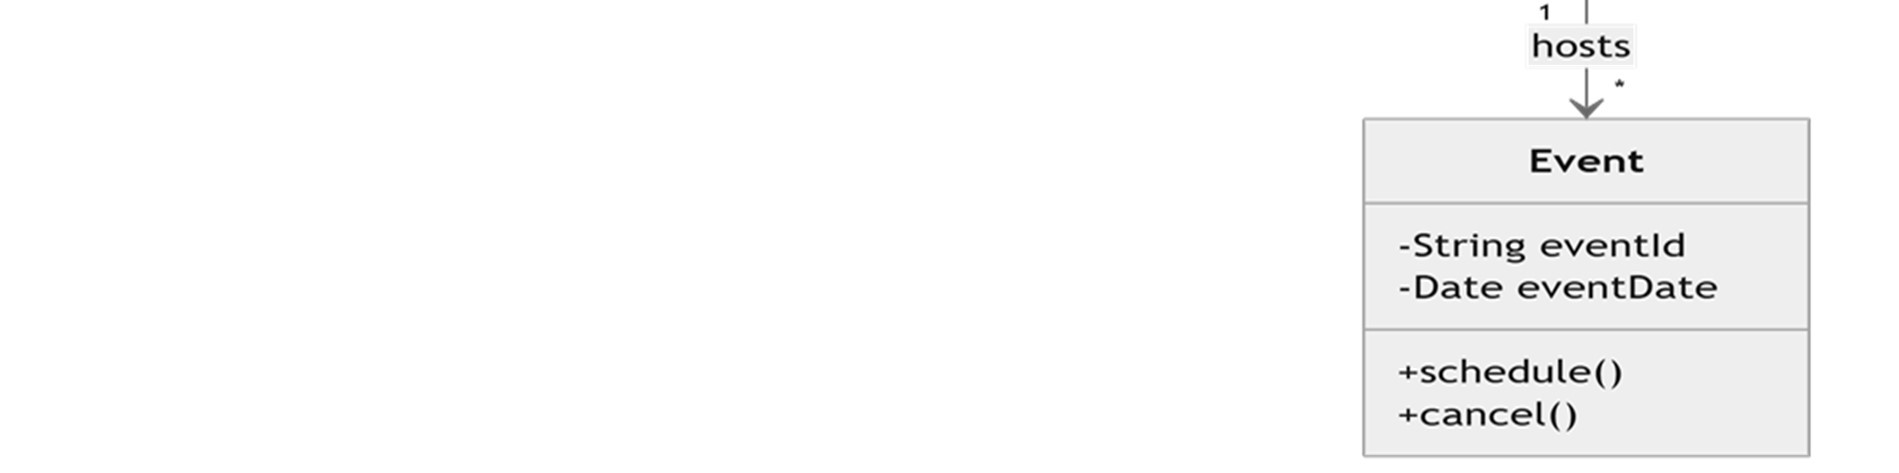 1
hosts
*
Event
-String eventId
-Date eventDate
+schedule()
+cancel()